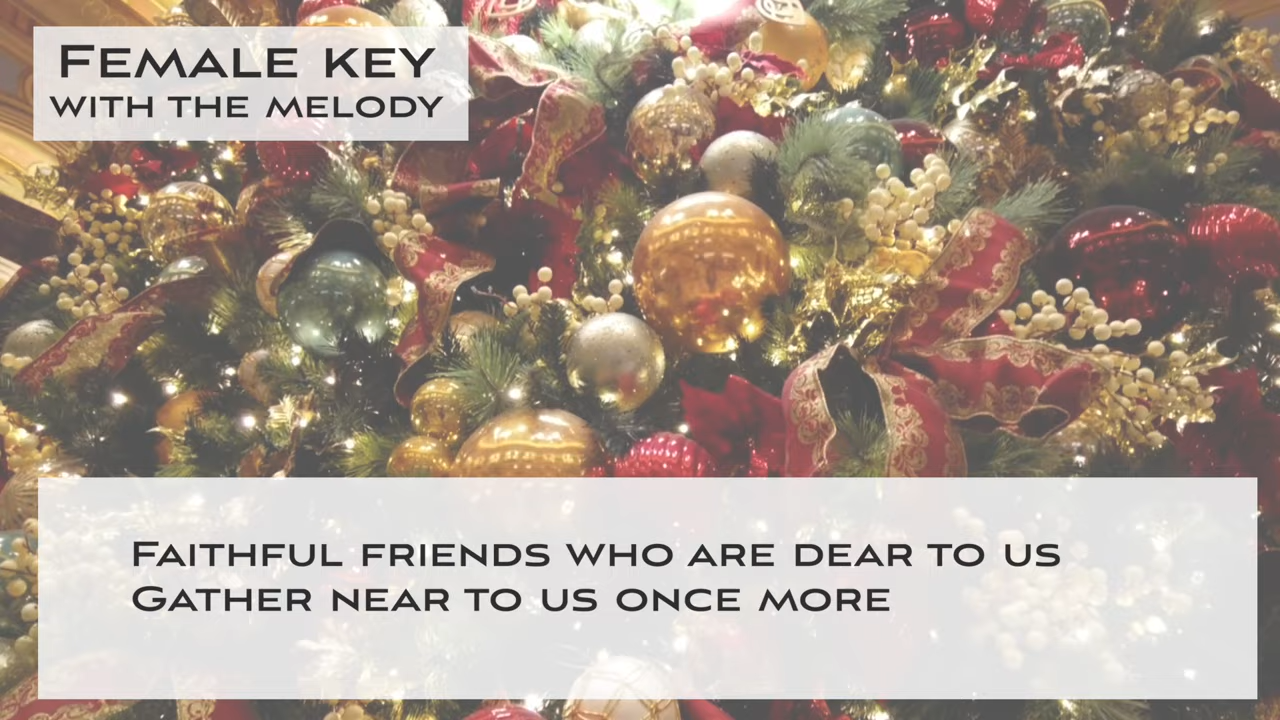 Female key
with the melody
Faithful friends who are dear to us
Gather near to us once more